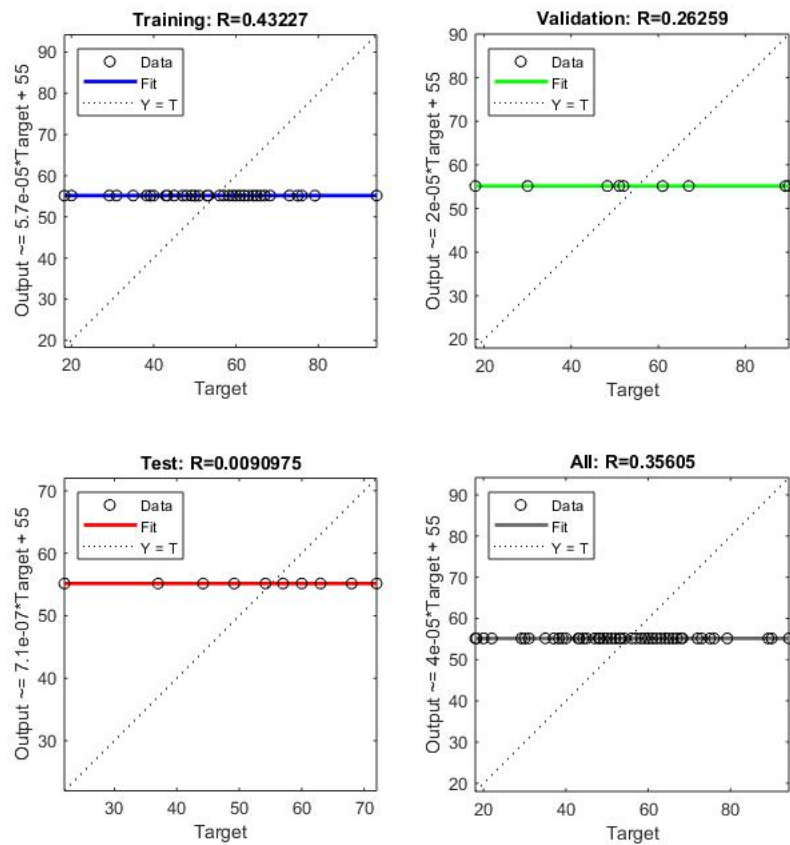 Training: R=0.43227
Output ~= 5.7e-05*Target + 55
90
80
70
60
50
40
30
20
Data
Fit
Y = T
20 40 60 80
Target
Validation: R=0.26259
Output ~= 2e-05*Target + 55
90
80
70
60
50
40
30
20
Data
Fit
Y = T
20 40 60 80
Target
Test: R=0.0090975
Output ~= 7.1e-07*Target + 55
70
60
50
40
30
Data
Fit
Y = T
30 40 50 60 70
Target
All: R=0.35605
Output ~= 4e-05*Target + 55
90
80
70
60
50
40
30
20
Data
Fit
Y = T
20 40 60 80
Target